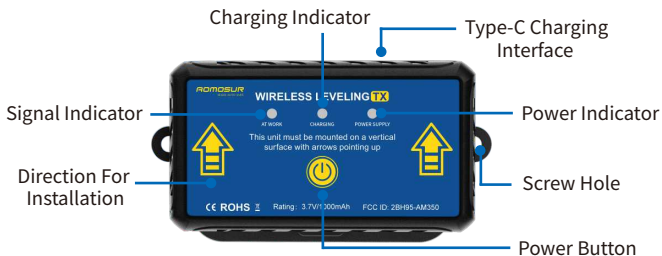 Charging Indicator
Type-C Charging
Interface
ROMOSUR
WIRELESS LEVELING TX
Signal Indicator
Power Indicator
AT WORK
CHARGING
POWER SUPPLY
This unit must be mounted on a vertical
surface with arrows pointing up
Direction For
Installation
Screw Hole
CE ROHS
Rating: 3.7V/1000mAh
FCC ID: 2BH95-AM350
Power Button